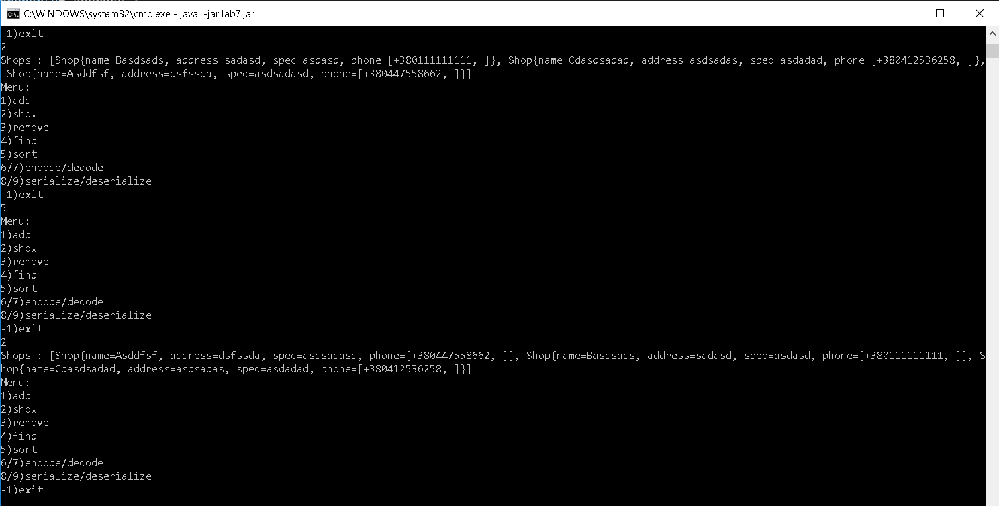 C:\WINDOWS\system32\cmd.exe - java  -jar lab7.jar
-1)exit
2
Shops : [Shop{name=Basdsads, address=sadasd, spec=asdasd, phone=[+380111111111, ]}, Shop{name=Cdasdsadad, address=asdsadas, spec=asdadad, phone=[+380412536258, ]},
 Shop{name=Asddfsf, address=dsfssda, spec=asdsadasd, phone=[+380447558662, ]}]
Menu:
1)add
2)show
3)remove
4)find
5)sort
6/7)encode/decode
8/9)serialize/deserialize
-1)exit
5
Menu:
1)add
2)show
3)remove
4)find
5)sort
6/7)encode/decode
8/9)serialize/deserialize
-1)exit
2
Shops : [Shop{name=Asddfsf, address=dsfssda, spec=asdsadasd, phone=[+380447558662, ]}, Shop{name=Basdsads, address=sadasd, spec=asdasd, phone=[+380111111111, ]}, S
hop{name=Cdasdsadad, address=asdsadas, spec=asdadad, phone=[+380412536258, ]}]
Menu:
1)add
2)show
3)remove
4)find
5)sort
6/7)encode/decode
8/9)serialize/deserialize
-1)exit